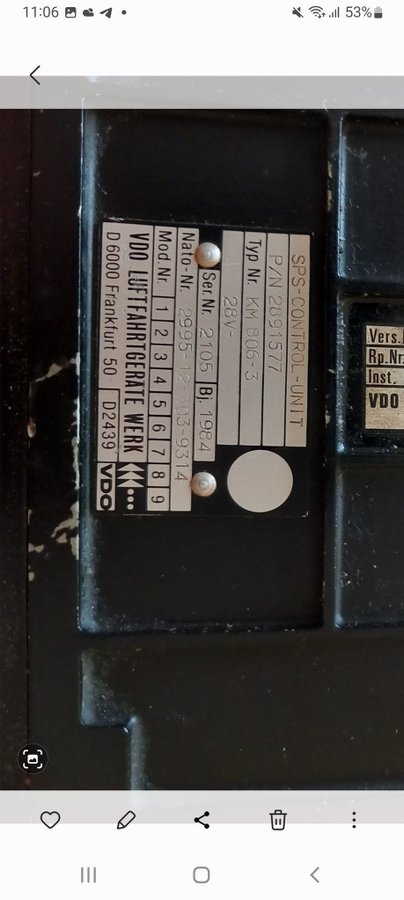 11:06
53%
SPS-CONTROL-UNIT
P/N 2891577
Typ Nr. KM 806-3
28V-
Ser.Nr. 2105 Bj. 1984
Nato-Nr. 2995-12-303-9314
Mod.Nr. 1 2 3 4 5 6 7 8 9
VDO LUFTFAHRTGERÄTE WERK
D 6000 Frankfurt 50 D2439 VDO
Vers.
Rp.Nr.
Inst.
VDO